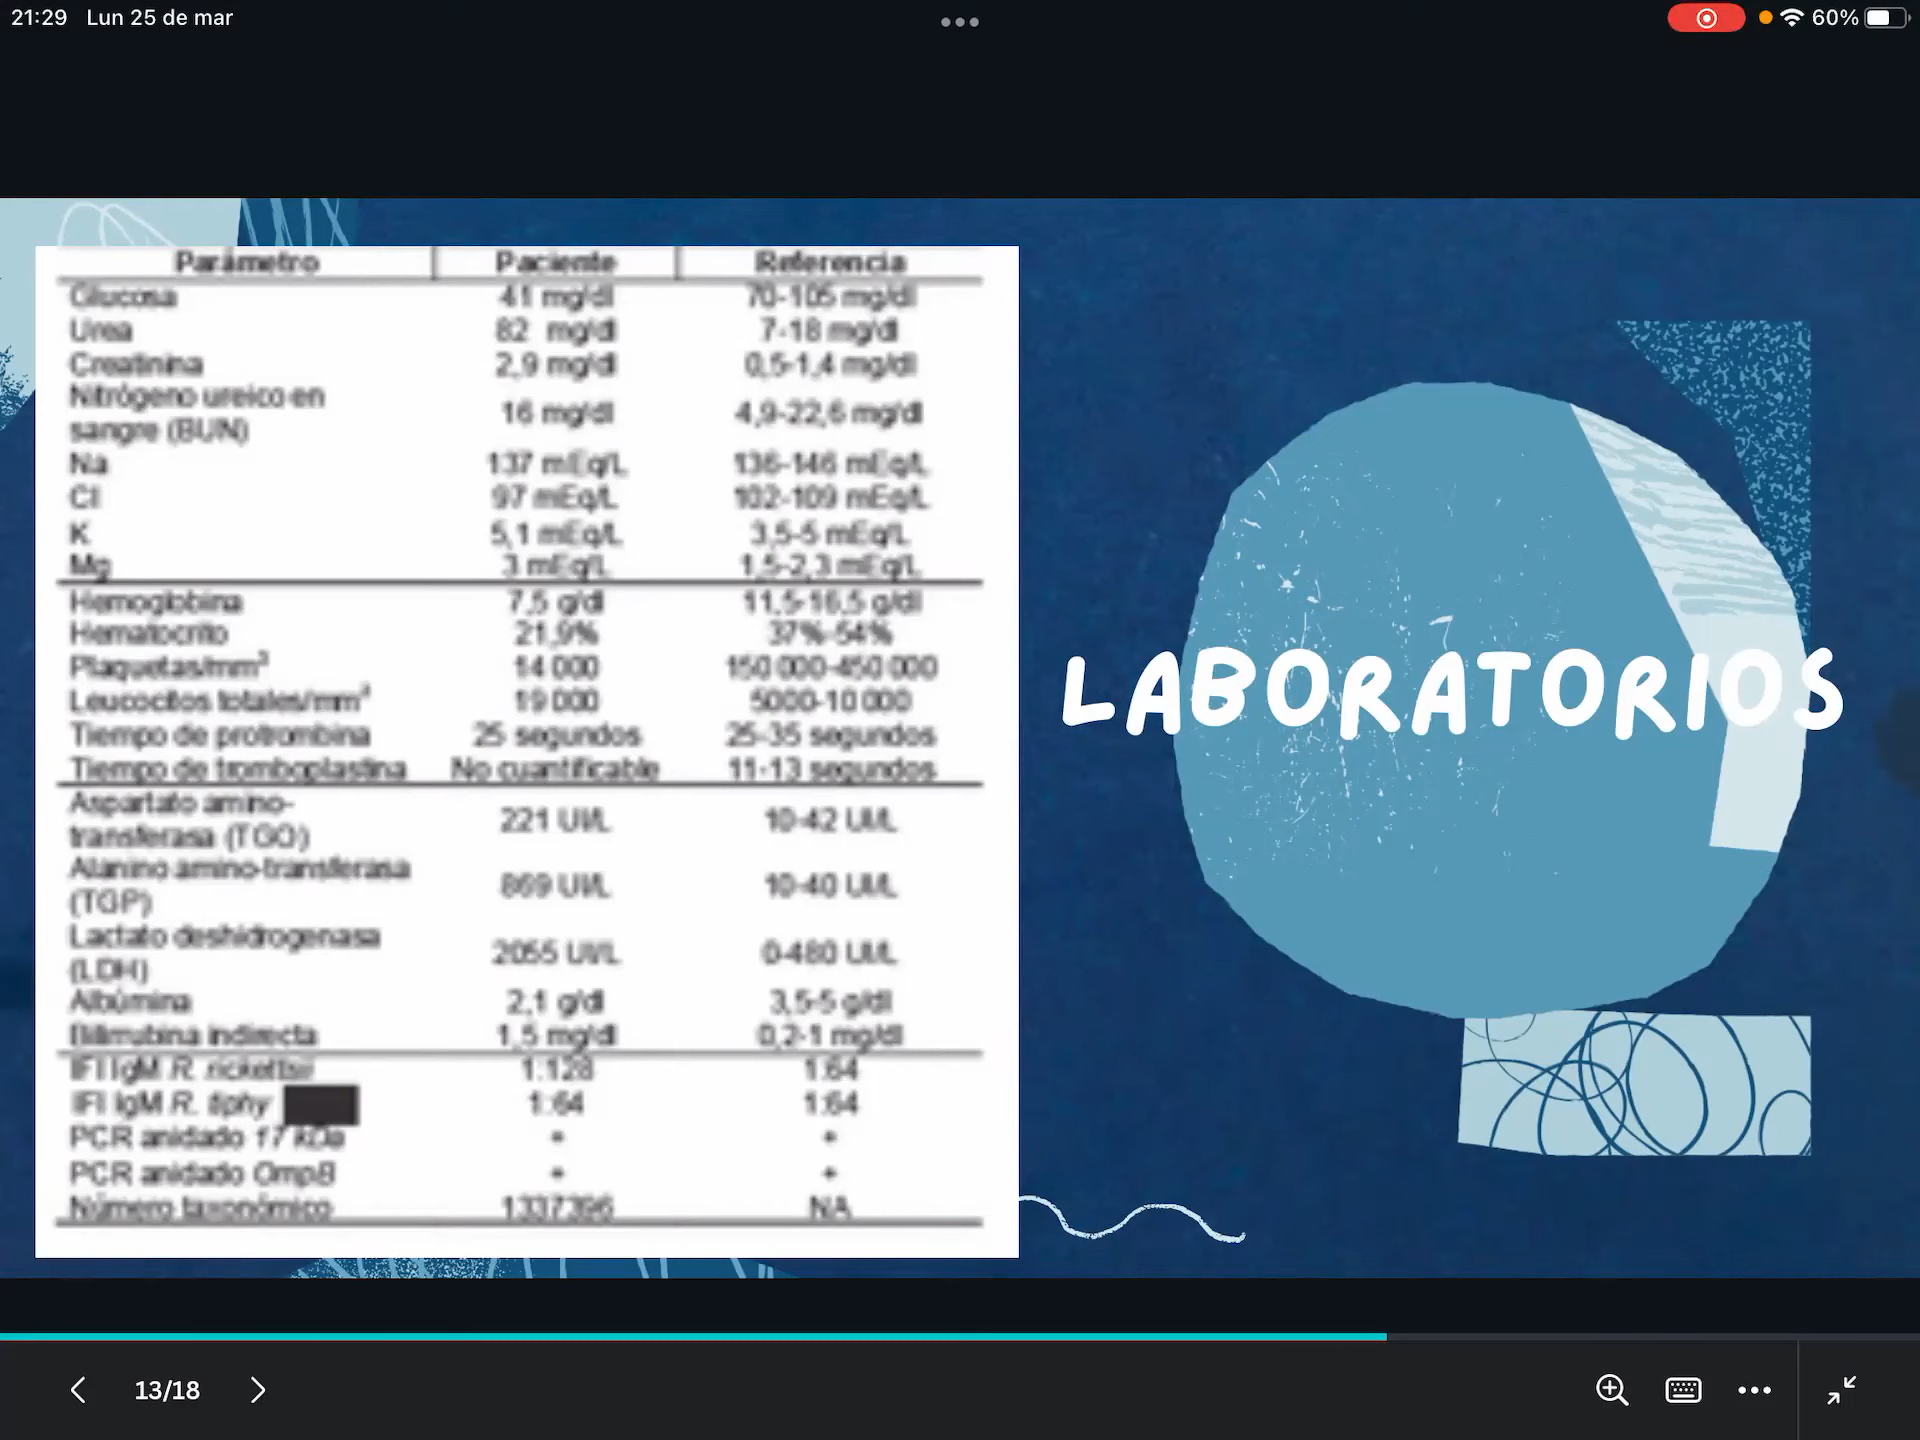 21:29 Lun 25 de mar
60%
Parámetro Paciente Referencia
Glucosa 41 mg/dl 70-105 mg/dl
Urea 82 mg/dl 7-18 mg/dl
Creatinina 2,9 mg/dl 0,5-1,4 mg/dl
Nitrógeno ureico en
sangre (BUN) 16 mg/dl 4,9-22,6 mg/dl
Na 137 mEq/L 136-146 mEq/L
Cl 97 mEq/L 102-109 mEq/L
K 5,1 mEq/L 3,5-5 mEq/L
Mg 3 mEq/L 1,5-2,3 mEq/L
Hemoglobina 7,5 g/dl 11,5-16,5 g/dl
Hematocrito 21,9% 37%-54%
Plaquetas/mm³ 14 000 150 000-450 000
Leucocitos totales/mm³ 19 000 5000-10 000
Tiempo de protrombina 25 segundos 25-35 segundos
Tiempo de tromboplastina No cuantificable 11-13 segundos
Aspartato amino-
transferasa (TGO) 221 UI/L 10-42 UI/L
Alanino amino-transferasa
(TGP) 869 UI/L 10-40 UI/L
Lactato deshidrogenasa
(LDH) 2055 UI/L 0-480 UI/L
Albúmina 2,1 g/dl 3,5-5 g/dl
Bilirrubina indirecta 1,5 mg/dl 0,2-1 mg/dl
IFI IgM R. rickettsii 1:128 1:64
IFI IgM R. tiphy 1:64 1:64
PCR anidado 17 kDa + +
PCR anidado OmpB + +
Número taxonómico 1337396 NA
LABORATORIOS
13/18